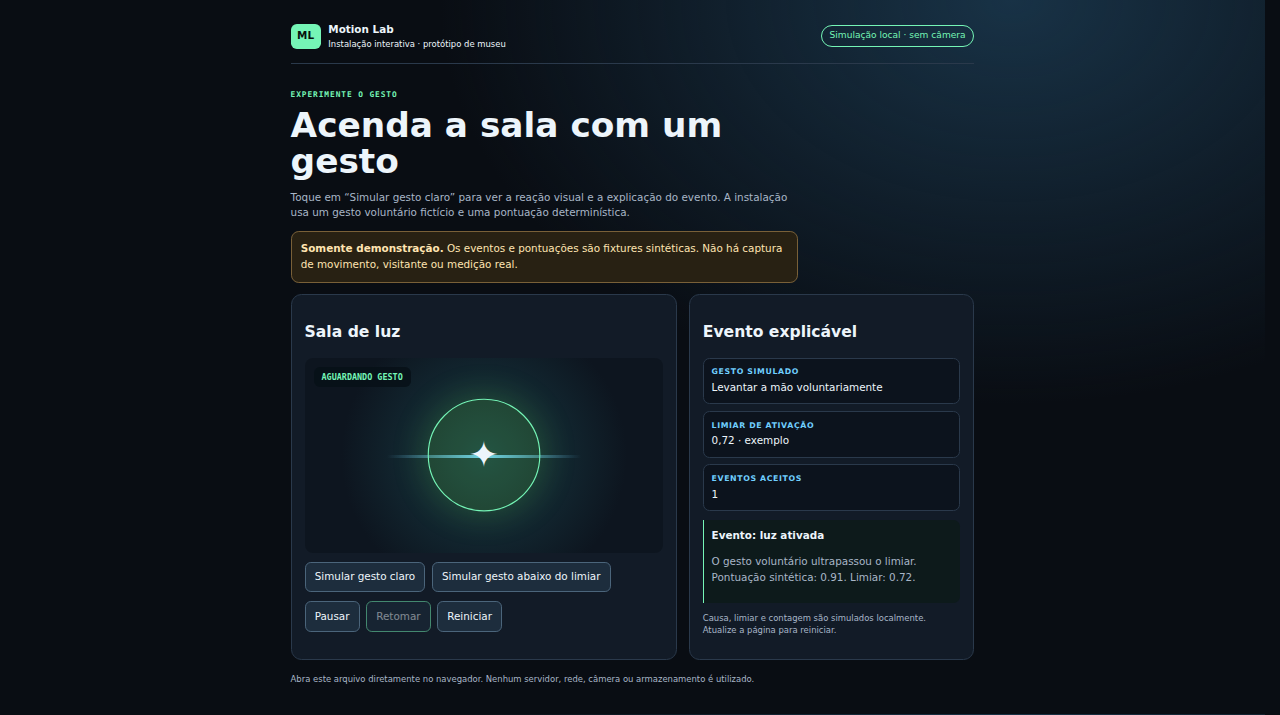 ML
Motion Lab
Instalação interativa · protótipo de museu
Simulação local · sem câmera
EXPERIMENTE O GESTO
Acenda a sala com um
gesto
Toque em “Simular gesto claro” para ver a reação visual e a explicação do evento. A instalação
usa um gesto voluntário fictício e uma pontuação determinística.
Somente demonstração. Os eventos e pontuações são fixtures sintéticas. Não há captura
de movimento, visitante ou medição real.
Sala de luz
AGUARDANDO GESTO
Simular gesto claro
Simular gesto abaixo do limiar
Pausar
Retomar
Reiniciar
Evento explicável
GESTO SIMULADO
Levantar a mão voluntariamente
LIMIAR DE ATIVAÇÃO
0,72 · exemplo
EVENTOS ACEITOS
1
Evento: luz ativada
O gesto voluntário ultrapassou o limiar.
Pontuação sintética: 0.91. Limiar: 0.72.
Causa, limiar e contagem são simulados localmente.
Atualize a página para reiniciar.
Abra este arquivo diretamente no navegador. Nenhum servidor, rede, câmera ou armazenamento é utilizado.